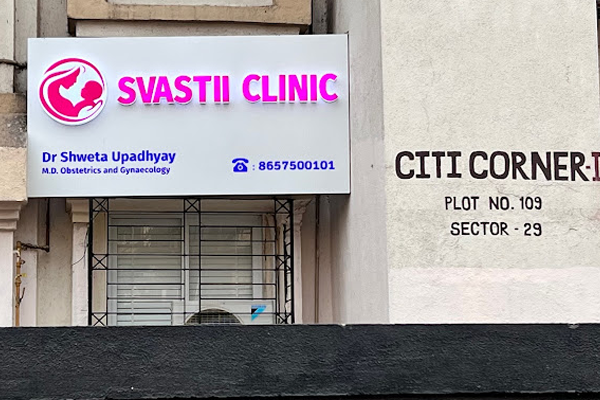 SVASTII CLINIC
Dr Shweta Upadhyay
M.D. Obstetrics and Gynaecology
: 8657500101
CITI CORNER-I
PLOT NO. 109
SECTOR - 29